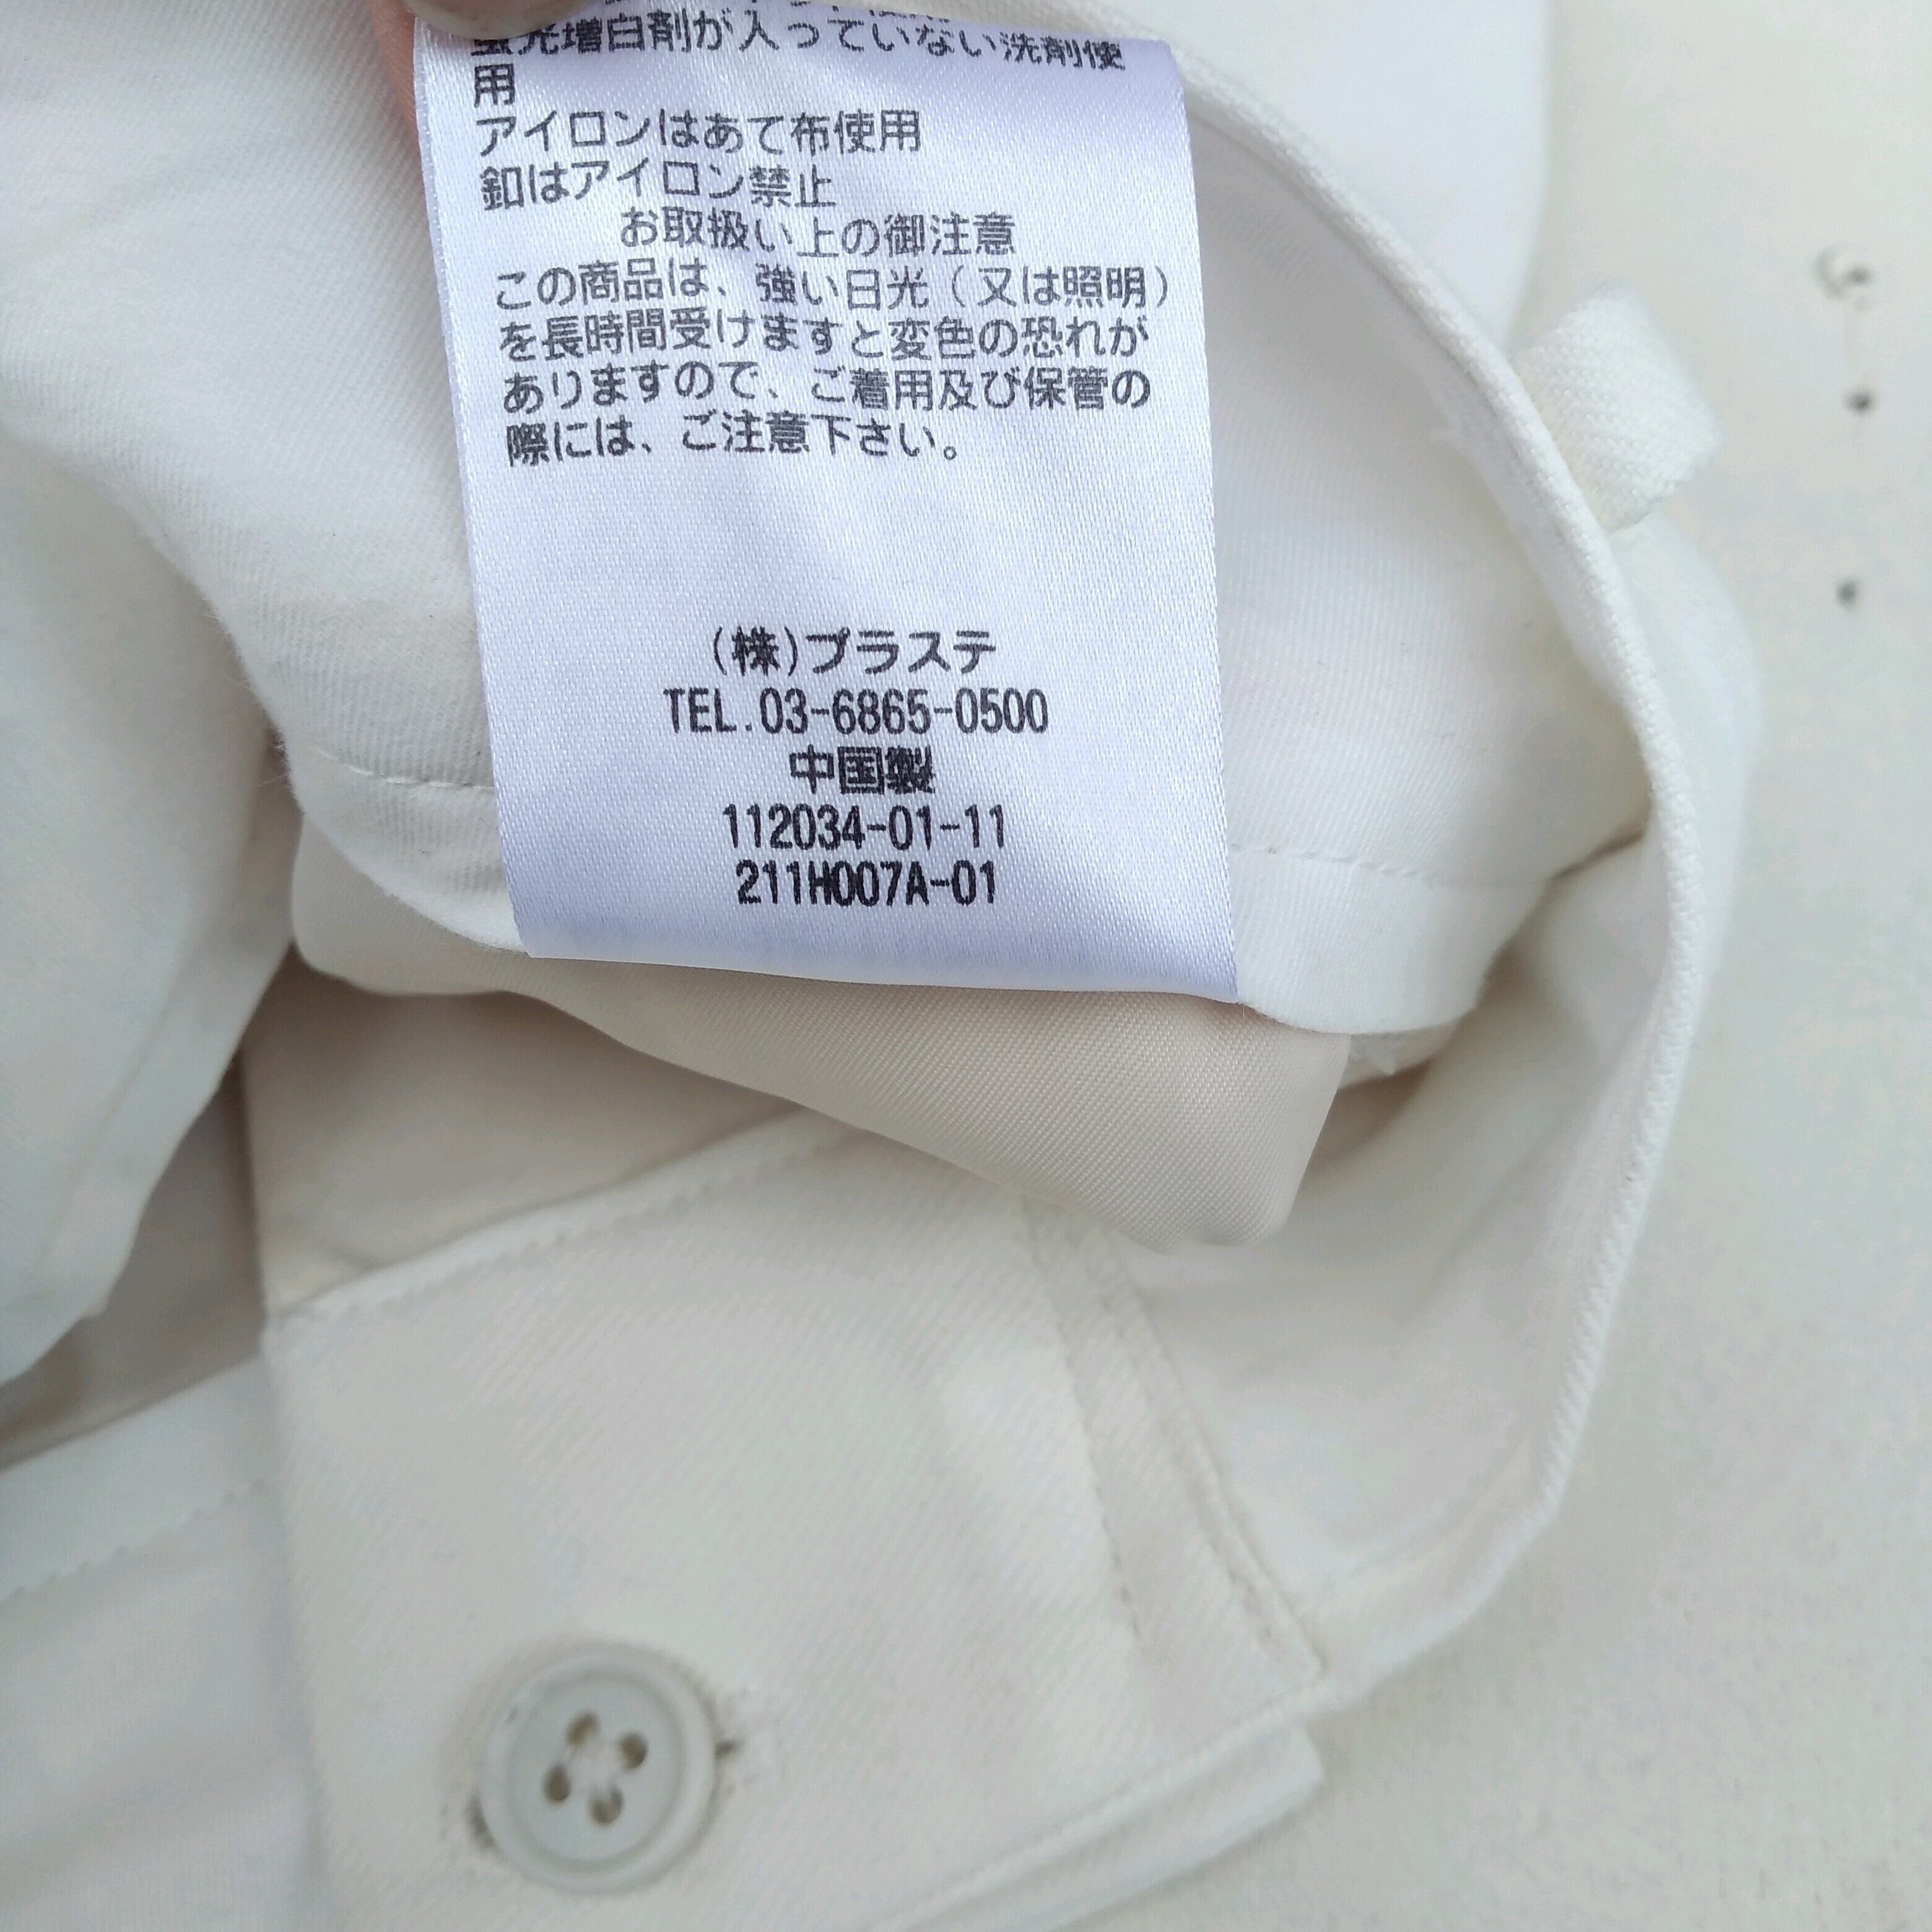 蛍光増白剤が入っていない洗剤使
用
アイロンはあて布使用
釦はアイロン禁止
お取扱い上の御注意
この商品は、強い日光（又は照明）
を長時間受けますと変色の恐れが
ありますので、ご着用及び保管の
際には、ご注意下さい。
(株)プラステ
TEL.03-6865-0500
中国製
112034-01-11
211H007A-01